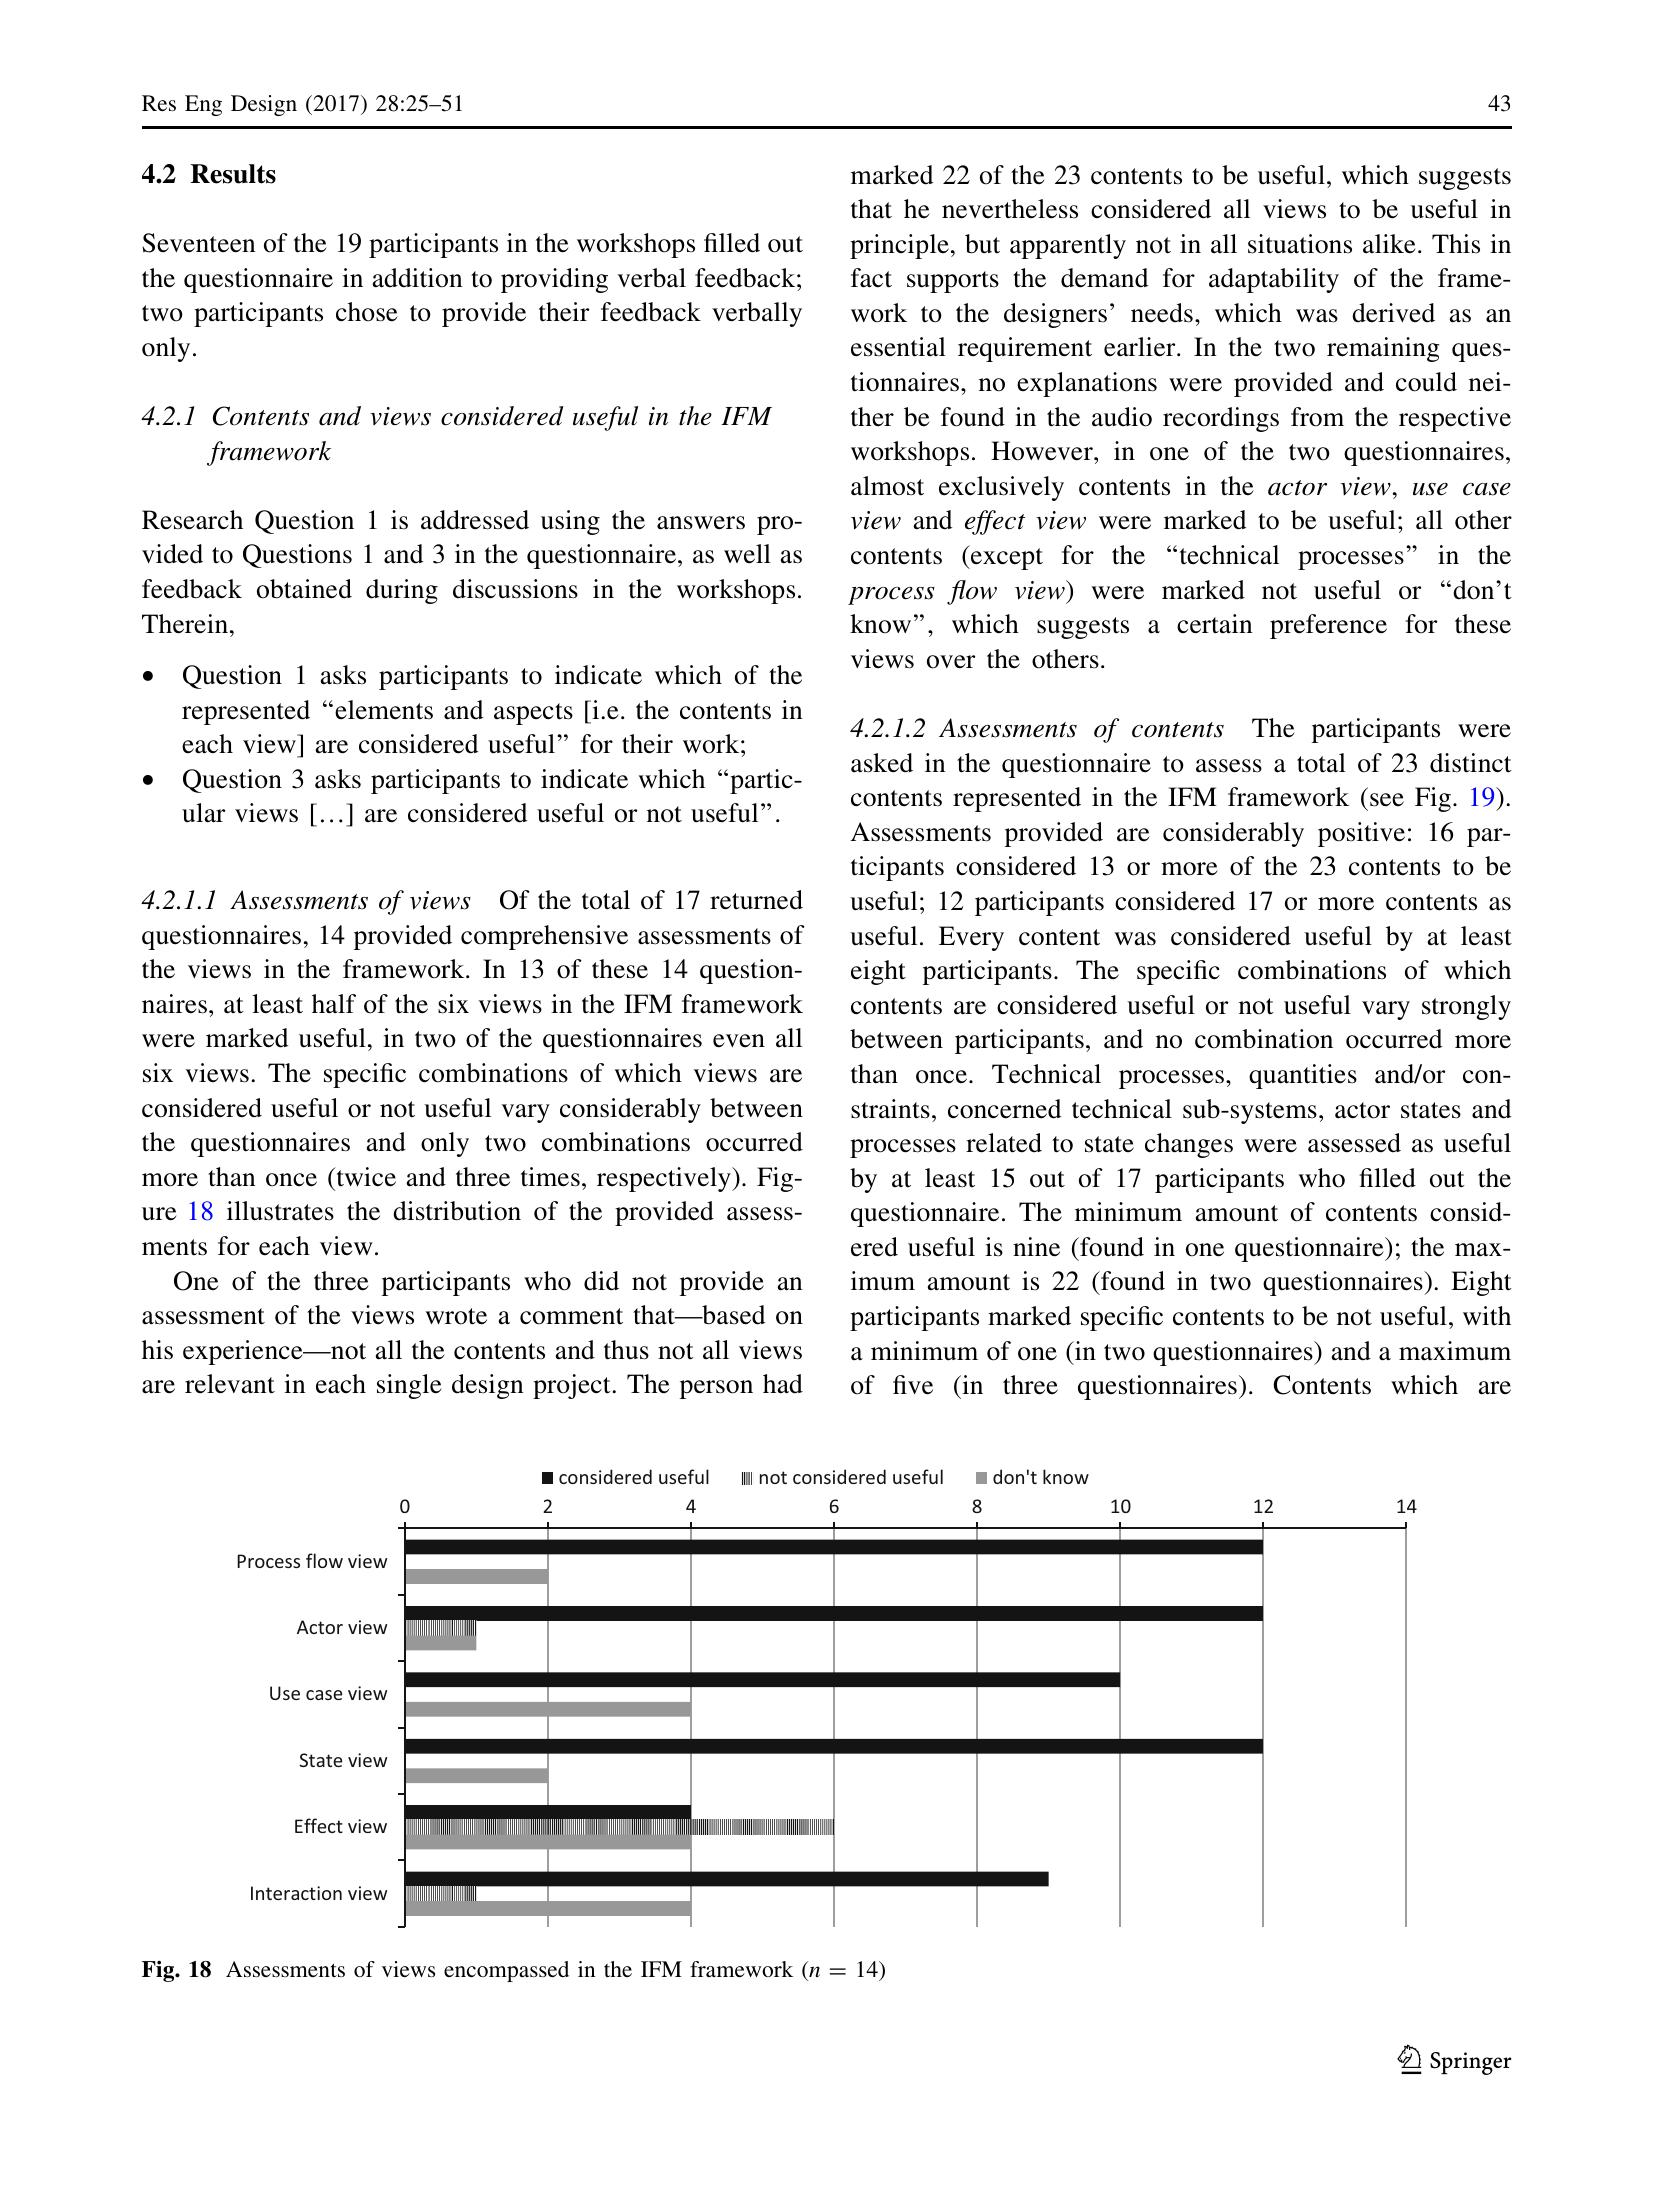 Res Eng Design (2017) 28:25–51
43
4.2 Results
Seventeen of the 19 participants in the workshops filled out
the questionnaire in addition to providing verbal feedback;
two participants chose to provide their feedback verbally
only.
4.2.1 Contents and views considered useful in the IFM
framework
Research Question 1 is addressed using the answers pro-
vided to Questions 1 and 3 in the questionnaire, as well as
feedback obtained during discussions in the workshops.
Therein,
• Question 1 asks participants to indicate which of the
represented “elements and aspects [i.e. the contents in
each view] are considered useful” for their work;
• Question 3 asks participants to indicate which “partic-
ular views […] are considered useful or not useful”.
4.2.1.1 Assessments of views Of the total of 17 returned
questionnaires, 14 provided comprehensive assessments of
the views in the framework. In 13 of these 14 question-
naires, at least half of the six views in the IFM framework
were marked useful, in two of the questionnaires even all
six views. The specific combinations of which views are
considered useful or not useful vary considerably between
the questionnaires and only two combinations occurred
more than once (twice and three times, respectively). Fig-
ure 18 illustrates the distribution of the provided assess-
ments for each view.
One of the three participants who did not provide an
assessment of the views wrote a comment that—based on
his experience—not all the contents and thus not all views
are relevant in each single design project. The person had
marked 22 of the 23 contents to be useful, which suggests
that he nevertheless considered all views to be useful in
principle, but apparently not in all situations alike. This in
fact supports the demand for adaptability of the frame-
work to the designers’ needs, which was derived as an
essential requirement earlier. In the two remaining ques-
tionnaires, no explanations were provided and could nei-
ther be found in the audio recordings from the respective
workshops. However, in one of the two questionnaires,
almost exclusively contents in the actor view, use case
view and effect view were marked to be useful; all other
contents (except for the “technical processes” in the
process flow view) were marked not useful or “don’t
know”, which suggests a certain preference for these
views over the others.
4.2.1.2 Assessments of contents The participants were
asked in the questionnaire to assess a total of 23 distinct
contents represented in the IFM framework (see Fig. 19).
Assessments provided are considerably positive: 16 par-
ticipants considered 13 or more of the 23 contents to be
useful; 12 participants considered 17 or more contents as
useful. Every content was considered useful by at least
eight participants. The specific combinations of which
contents are considered useful or not useful vary strongly
between participants, and no combination occurred more
than once. Technical processes, quantities and/or con-
straints, concerned technical sub-systems, actor states and
processes related to state changes were assessed as useful
by at least 15 out of 17 participants who filled out the
questionnaire. The minimum amount of contents consid-
ered useful is nine (found in one questionnaire); the max-
imum amount is 22 (found in two questionnaires). Eight
participants marked specific contents to be not useful, with
a minimum of one (in two questionnaires) and a maximum
of five (in three questionnaires). Contents which are
considered useful not considered useful don't know
0 2 4 6 8 10 12 14
Process flow view
Actor view
Use case view
State view
Effect view
Interaction view
Fig. 18 Assessments of views encompassed in the IFM framework (n = 14)
Springer